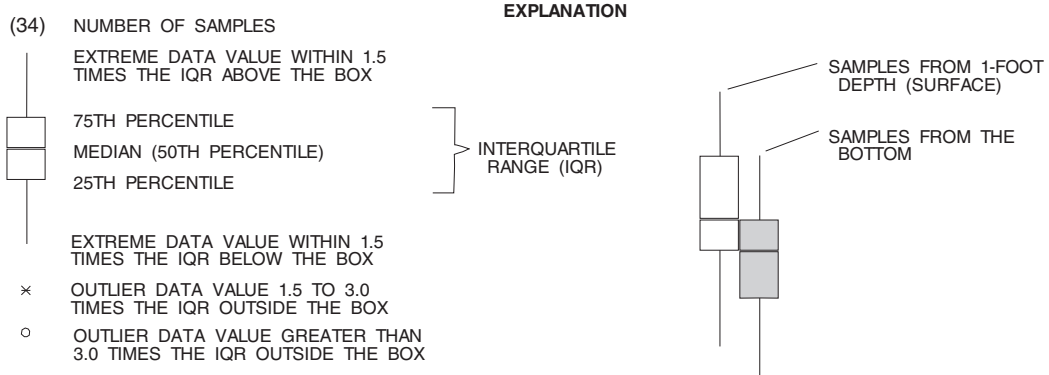 EXPLANATION
(34) NUMBER OF SAMPLES
EXTREME DATA VALUE WITHIN 1.5
TIMES THE IQR ABOVE THE BOX
75TH PERCENTILE
MEDIAN (50TH PERCENTILE)
25TH PERCENTILE
INTERQUARTILE
RANGE (IQR)
EXTREME DATA VALUE WITHIN 1.5
TIMES THE IQR BELOW THE BOX
OUTLIER DATA VALUE 1.5 TO 3.0
TIMES THE IQR OUTSIDE THE BOX
OUTLIER DATA VALUE GREATER THAN
3.0 TIMES THE IQR OUTSIDE THE BOX
SAMPLES FROM 1-FOOT
DEPTH (SURFACE)
SAMPLES FROM THE
BOTTOM